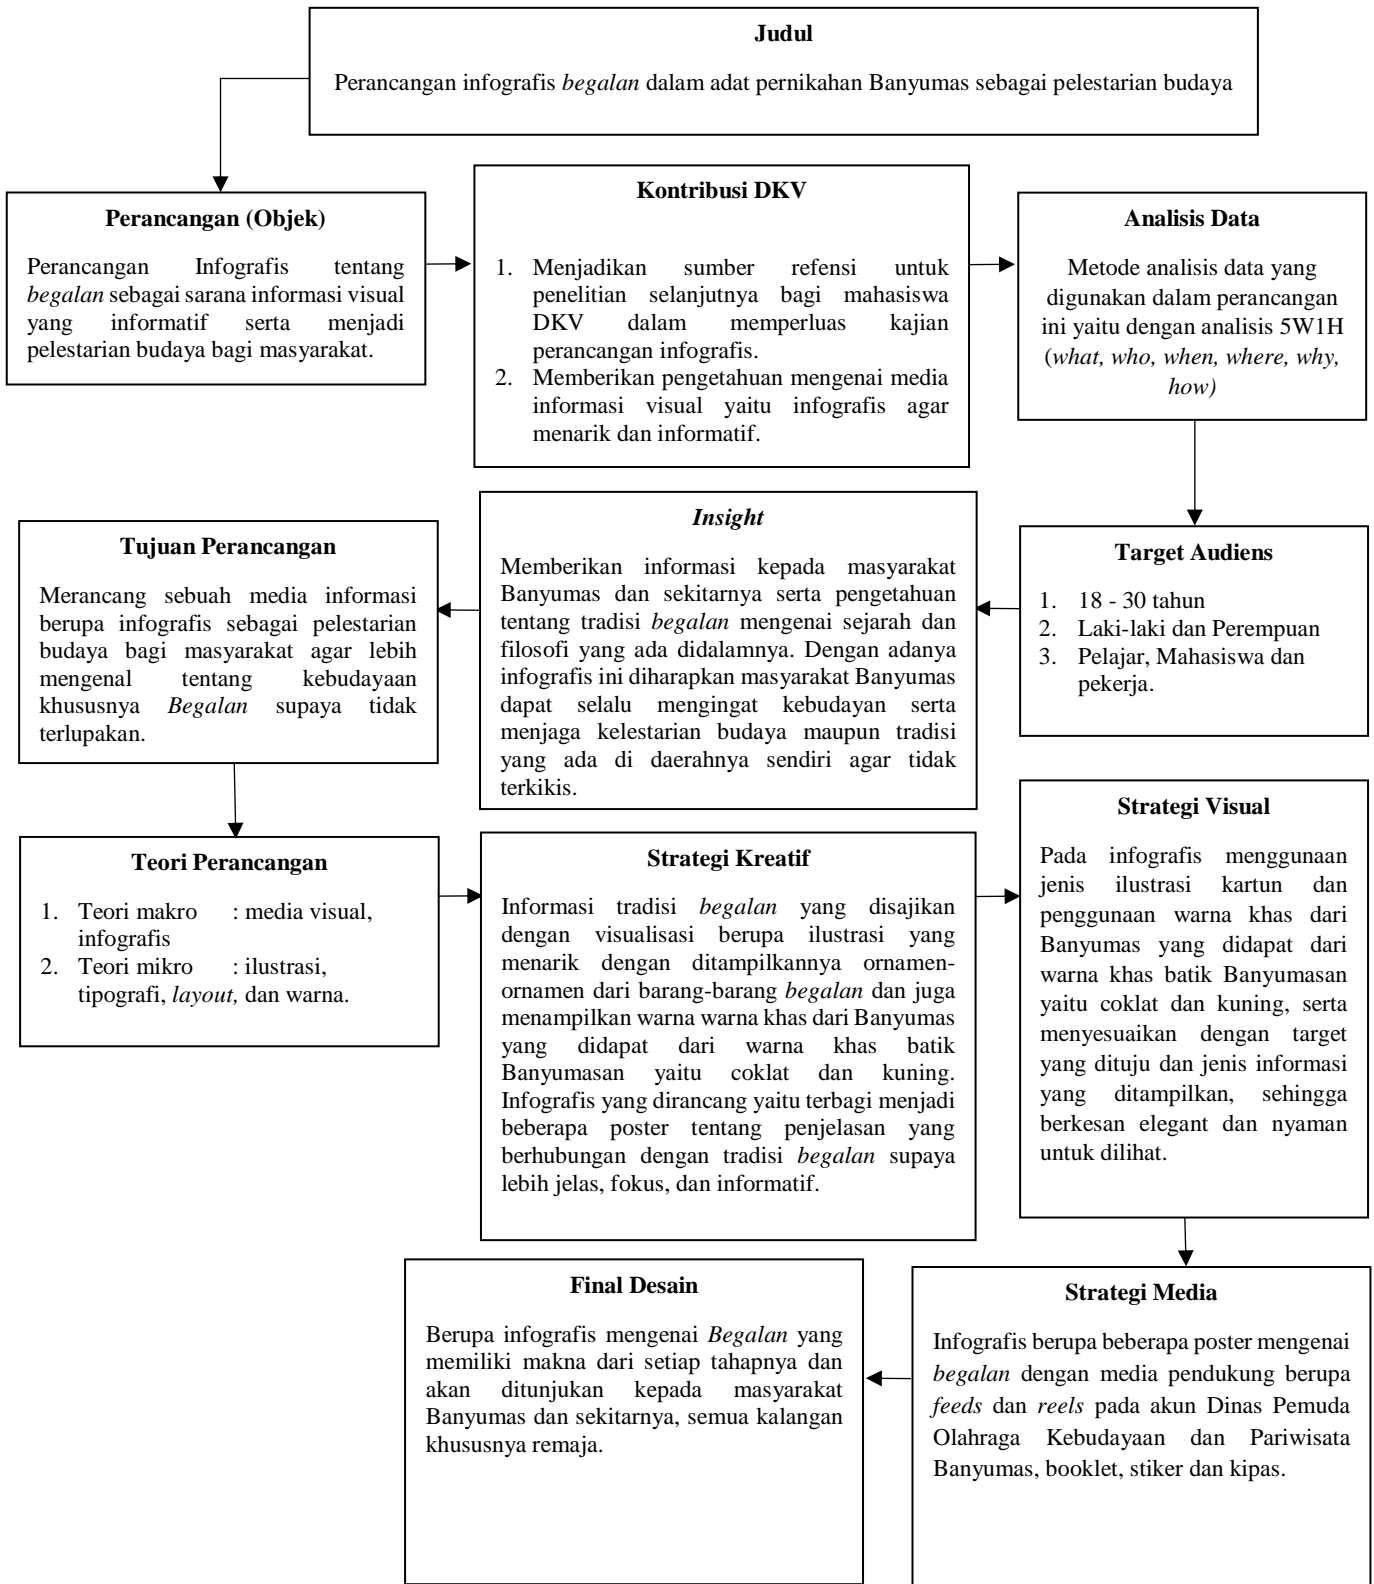 Judul
Perancangan infografis begalan dalam adat pernikahan Banyumas sebagai pelestarian budaya
Perancangan (Objek)
Perancangan Infografis tentang
begalan sebagai sarana informasi visual
yang informatif serta menjadi
pelestarian budaya bagi masyarakat.
Kontribusi DKV
1. Menjadikan sumber refensi untuk
penelitian selanjutnya bagi mahasiswa
DKV dalam memperluas kajian
perancangan infografis.
2. Memberikan pengetahuan mengenai media
informasi visual yaitu infografis agar
menarik dan informatif.
Analisis Data
Metode analisis data yang
digunakan dalam perancangan
ini yaitu dengan analisis 5W1H
(what, who, when, where, why,
how)
Target Audiens
1. 18 - 30 tahun
2. Laki-laki dan Perempuan
3. Pelajar, Mahasiswa dan
pekerja.
Insight
Memberikan informasi kepada masyarakat
Banyumas dan sekitarnya serta pengetahuan
tentang tradisi begalan mengenai sejarah dan
filosofi yang ada didalamnya. Dengan adanya
infografis ini diharapkan masyarakat Banyumas
dapat selalu mengingat kebudayan serta
menjaga kelestarian budaya maupun tradisi
yang ada di daerahnya sendiri agar tidak
terkikis.
Tujuan Perancangan
Merancang sebuah media informasi
berupa infografis sebagai pelestarian
budaya bagi masyarakat agar lebih
mengenal tentang kebudayaan
khususnya Begalan supaya tidak
terlupakan.
Teori Perancangan
1. Teori makro : media visual,
infografis
2. Teori mikro : ilustrasi,
tipografi, layout, dan warna.
Strategi Kreatif
Informasi tradisi begalan yang disajikan
dengan visualisasi berupa ilustrasi yang
menarik dengan ditampilkannya ornamen-
ornamen dari barang-barang begalan dan juga
menampilkan warna warna khas dari Banyumas
yang didapat dari warna khas batik
Banyumasan yaitu coklat dan kuning.
Infografis yang dirancang yaitu terbagi menjadi
beberapa poster tentang penjelasan yang
berhubungan dengan tradisi begalan supaya
lebih jelas, fokus, dan informatif.
Strategi Visual
Pada infografis menggunaan
jenis ilustrasi kartun dan
penggunaan warna khas dari
Banyumas yang didapat dari
warna khas batik Banyumasan
yaitu coklat dan kuning, serta
menyesuaikan dengan target
yang dituju dan jenis informasi
yang ditampilkan, sehingga
berkesan elegant dan nyaman
untuk dilihat.
Strategi Media
Infografis berupa beberapa poster mengenai
begalan dengan media pendukung berupa
feeds dan reels pada akun Dinas Pemuda
Olahraga Kebudayaan dan Pariwisata
Banyumas, booklet, stiker dan kipas.
Final Desain
Berupa infografis mengenai Begalan yang
memiliki makna dari setiap tahapnya dan
akan ditunjukan kepada masyarakat
Banyumas dan sekitarnya, semua kalangan
khususnya remaja.